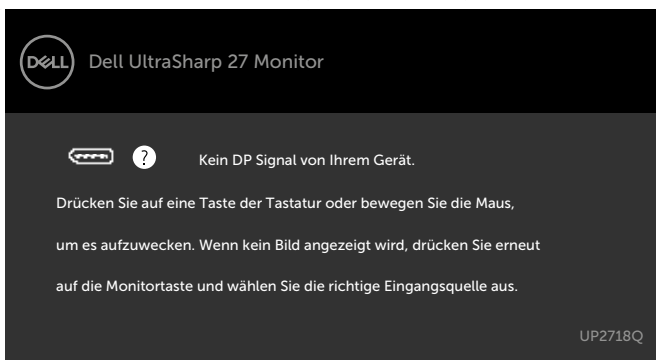 DELL
Dell UltraSharp 27 Monitor
? Kein DP Signal von Ihrem Gerät.
Drücken Sie auf eine Taste der Tastatur oder bewegen Sie die Maus,
um es aufzuwecken. Wenn kein Bild angezeigt wird, drücken Sie erneut
auf die Monitortaste und wählen Sie die richtige Eingangsquelle aus.
UP2718Q